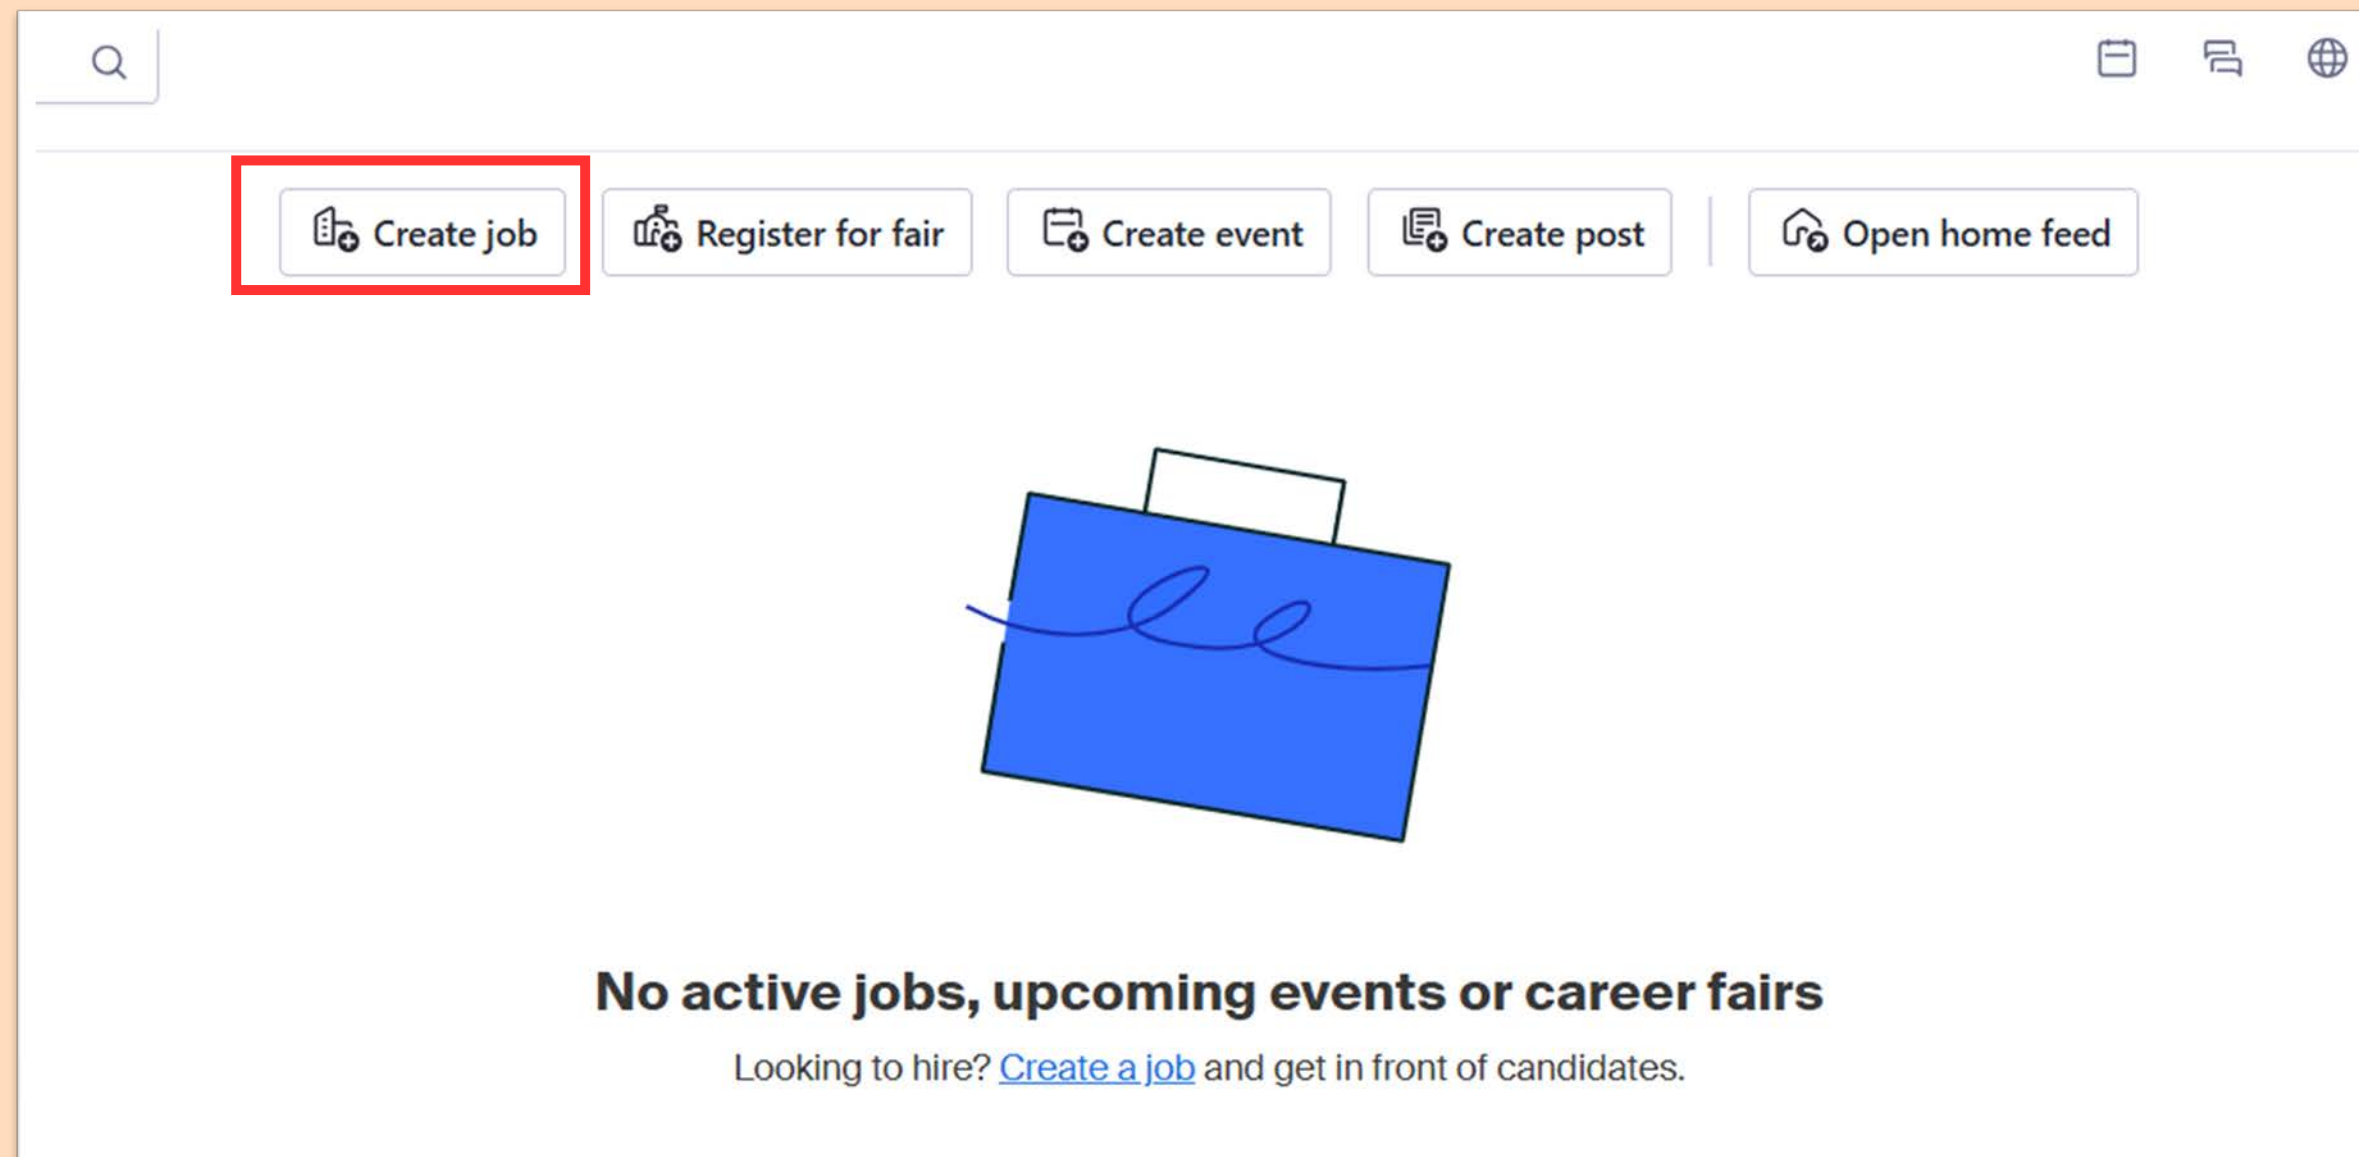 Create job Register for fair Create event Create post Open home feed
No active jobs, upcoming events or career fairs
Looking to hire? Create a job and get in front of candidates.